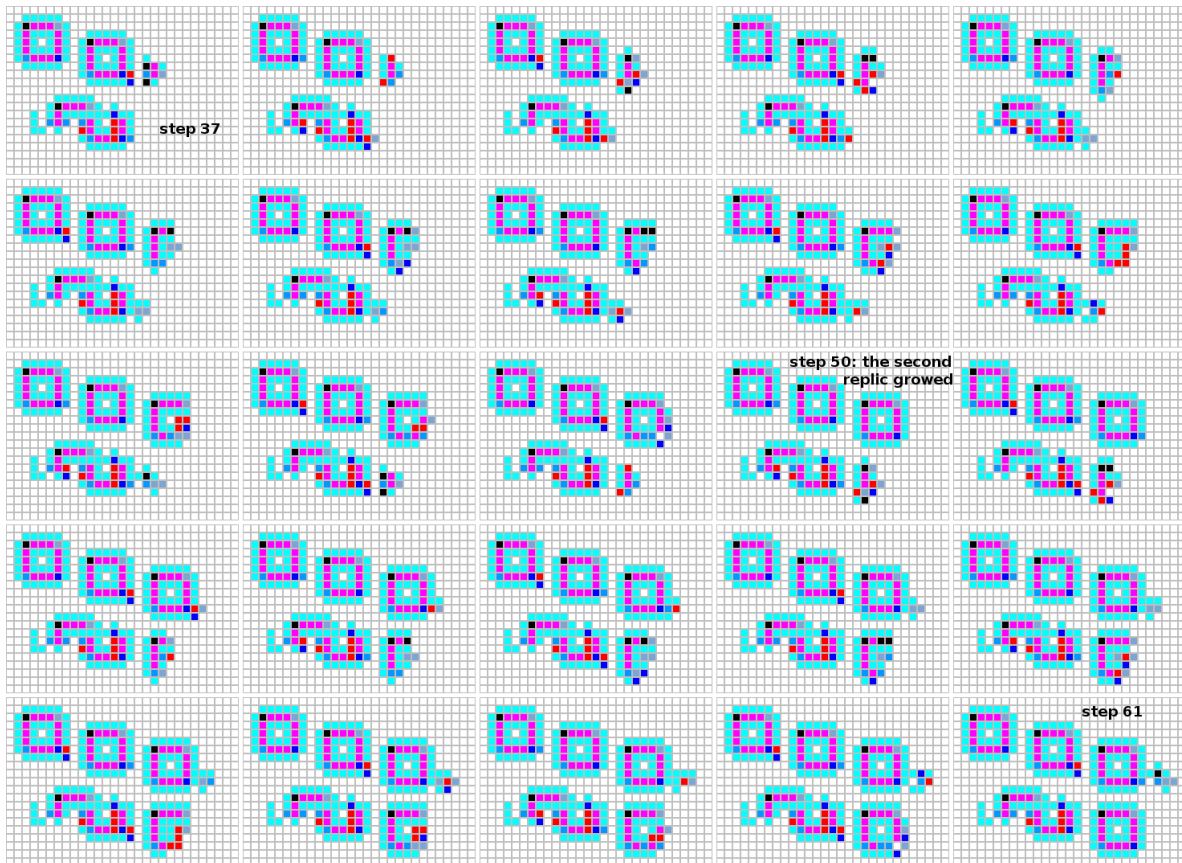 step 37
step 50: the second
replic growed
step 61